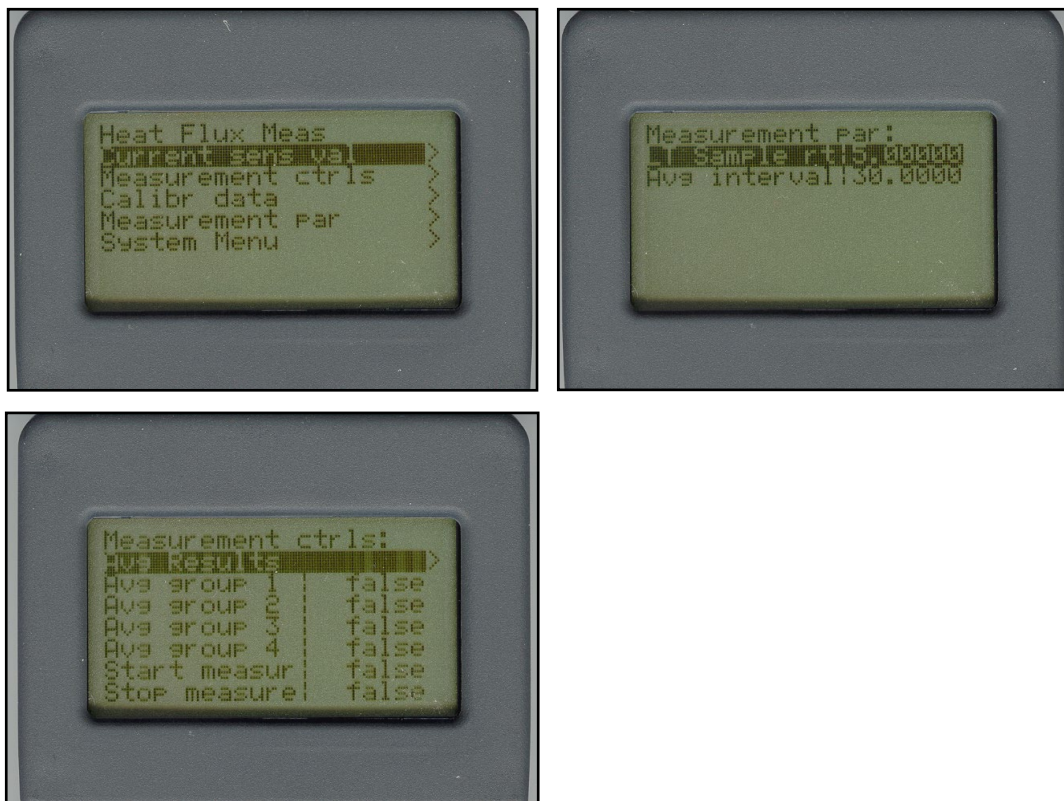 Heat Flux Meas
Current sens val >
Measurement ctrls >
Calibr data >
Measurement par >
System Menu >
Measurement par:
LT Sample rt|5.00000
Avg interval|30.0000
Measurement ctrls:
Avg Results >
Avg group 1 | false
Avg group 2 | false
Avg group 3 | false
Avg group 4 | false
Start measur| false
Stop measure| false